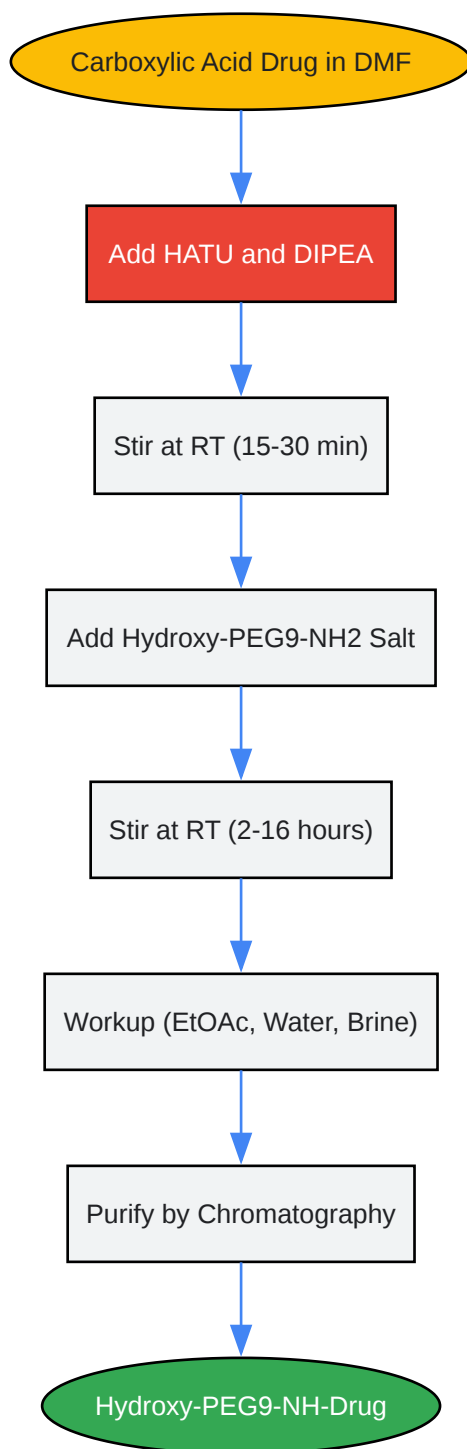 Carboxylic Acid Drug in DMF
Add HATU and DIPEA
Stir at RT (15-30 min)
Add Hydroxy-PEG9-NH2 Salt
Stir at RT (2-16 hours)
Workup (EtOAc, Water, Brine)
Purify by Chromatography
Hydroxy-PEG9-NH-Drug